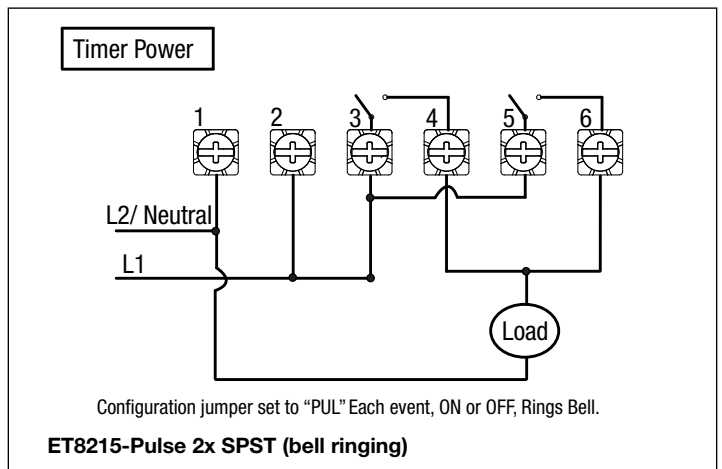 Timer Power
1 2 3 4 5 6
L2/ Neutral
L1
Load
Configuration jumper set to “PUL” Each event, ON or OFF, Rings Bell.
ET8215-Pulse 2x SPST (bell ringing)